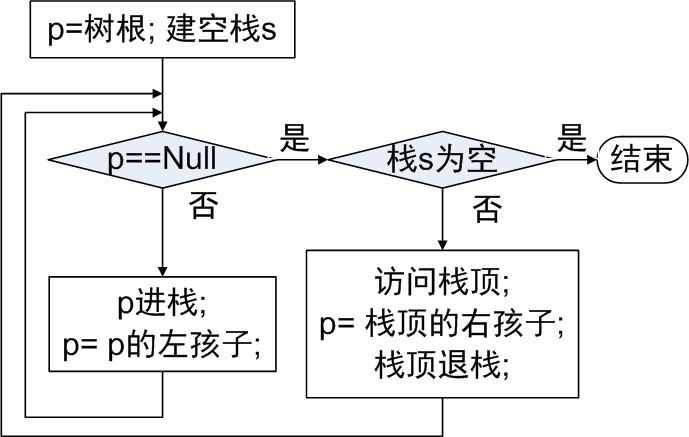 p=树根; 建空栈s
p==Null
是
栈s为空
是
结束
否
否
p进栈;
p= p的左孩子;
访问栈顶;
p= 栈顶的右孩子;
栈顶退栈;